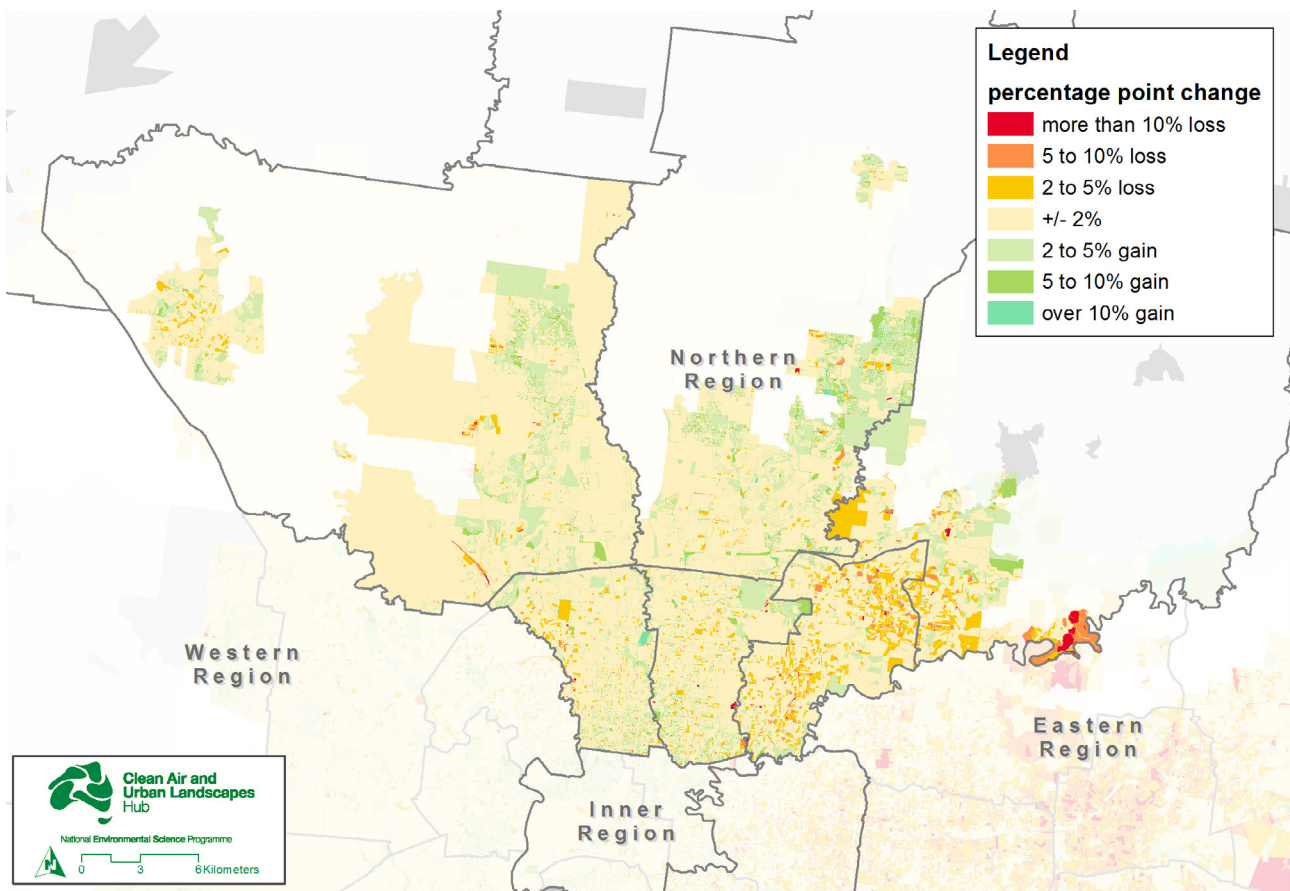 Legend
percentage point change
more than 10% loss
5 to 10% loss
2 to 5% loss
+/- 2%
2 to 5% gain
5 to 10% gain
over 10% gain
Northern
Region
Western
Region
Eastern
Region
Inner
Region
Clean Air and
Urban Landscapes
Hub
National Environmental Science Programme
N
0 3 6 Kilometers